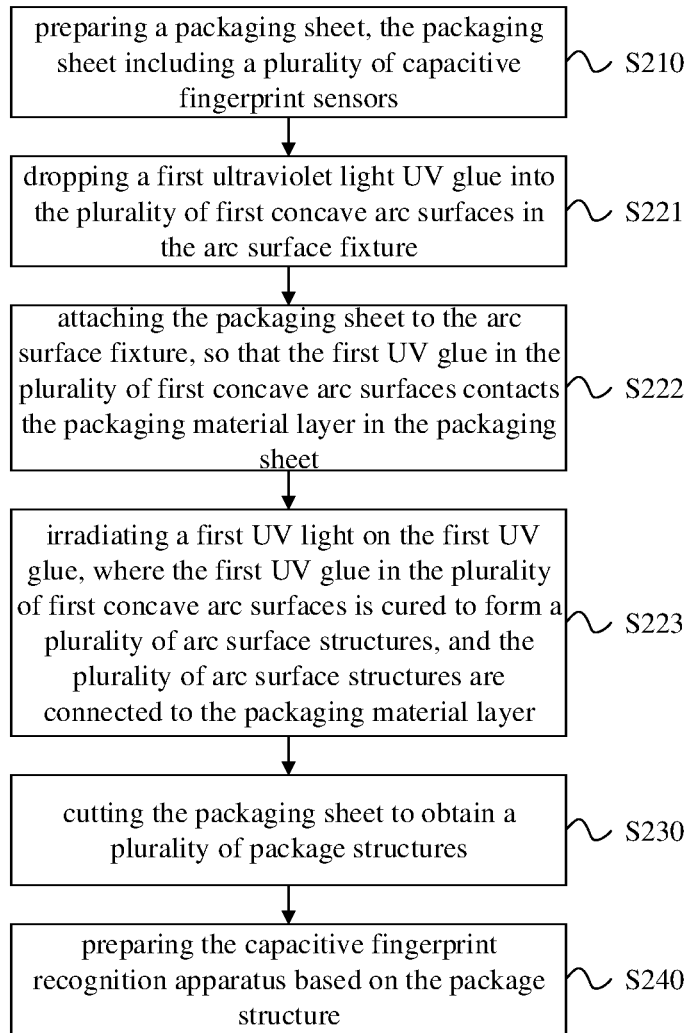 preparing a packaging sheet, the packaging
sheet including a plurality of capacitive
fingerprint sensors
S210
dropping a first ultraviolet light UV glue into
the plurality of first concave arc surfaces in
the arc surface fixture
S221
attaching the packaging sheet to the arc
surface fixture, so that the first UV glue in the
plurality of first concave arc surfaces contacts
the packaging material layer in the packaging
sheet
S222
irradiating a first UV light on the first UV
glue, where the first UV glue in the plurality
of first concave arc surfaces is cured to form a
plurality of arc surface structures, and the
plurality of arc surface structures are
connected to the packaging material layer
S223
cutting the packaging sheet to obtain a
plurality of package structures
S230
preparing the capacitive fingerprint
recognition apparatus based on the package
structure
S240